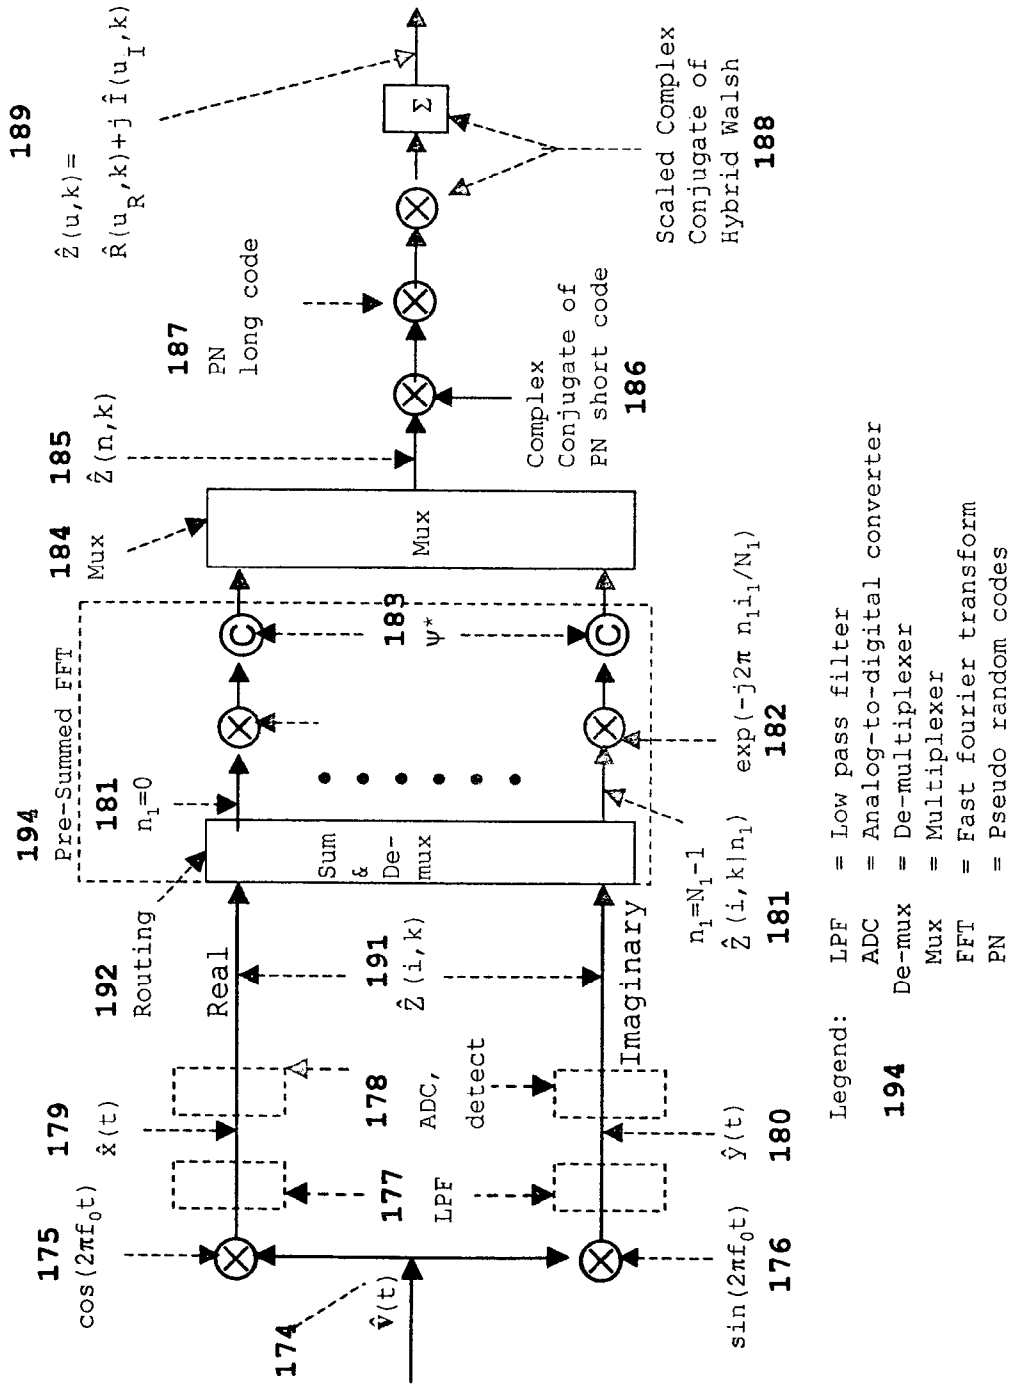 174
v̂(t)
175
cos(2πf₀t)
sin(2πf₀t)
176
177
LPF
179
x̂(t)
ŷ(t)
180
178
ADC,
detect
192
Routing
Real
191
Ẑ(i,k)
Imaginary
194
Pre-Summed FFT
181
n₁=0
Sum
& De-
mux
n₁=N₁-1
Ẑ(i,k|n₁)
181
exp(-j2π n₁i₁/N₁)
182
183
ψ*
C
C
184
Mux
Mux
185
Ẑ(n,k)
Complex
Conjugate of
PN short code
186
187
PN
long code
Σ
Scaled Complex
Conjugate of
Hybrid Walsh
188
189
Ẑ(u,k)=
R̂(u_R,k)+j Î(u_I,k)
Legend:
194
LPF = Low pass filter
ADC = Analog-to-digital converter
De-mux = De-multiplexer
Mux = Multiplexer
FFT = Fast fourier transform
PN = Pseudo random codes